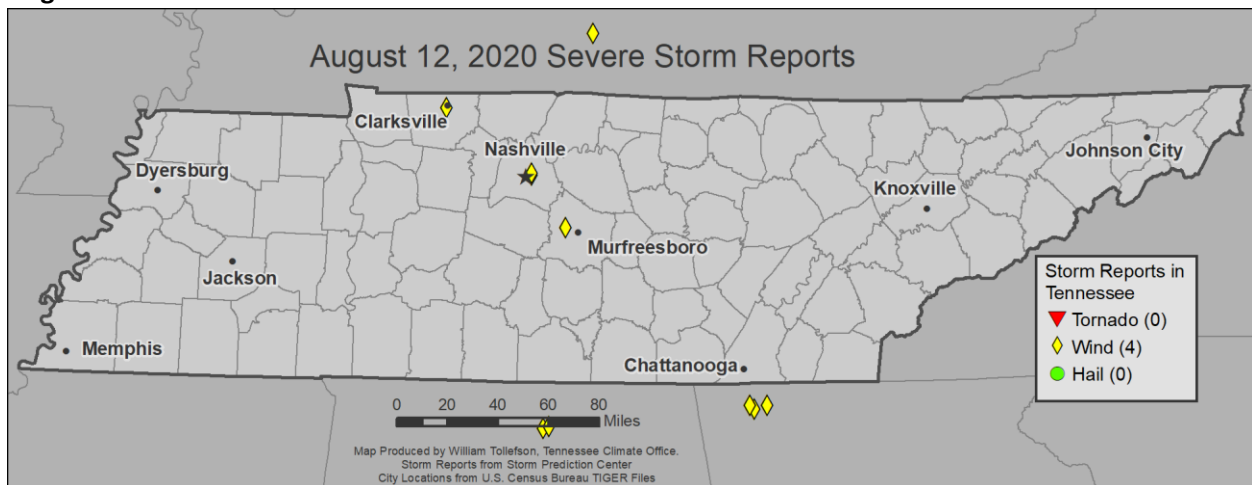 August 12, 2020 Severe Storm Reports
Clarksville
Nashville
Johnson City
Dyersburg
Knoxville
Murfreesboro
Jackson
Storm Reports in
Tennessee
Tornado (0)
Wind (4)
Hail (0)
Memphis
Chattanooga
0 20 40 60 80
Miles
Map Produced by William Tollefson, Tennessee Climate Office.
Storm Reports from Storm Prediction Center
City Locations from U.S. Census Bureau TIGER Files